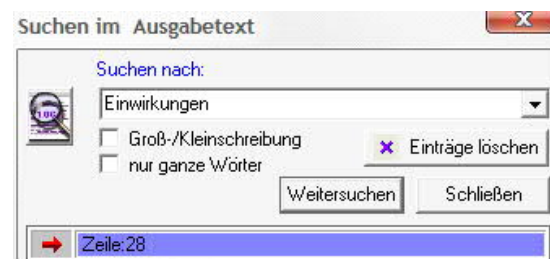 Suchen im Ausgabetext
Suchen nach:
Einwirkungen
Groß-/Kleinschreibung
nur ganze Wörter
Einträge löschen
Weitersuchen
Schließen
Zeile:28